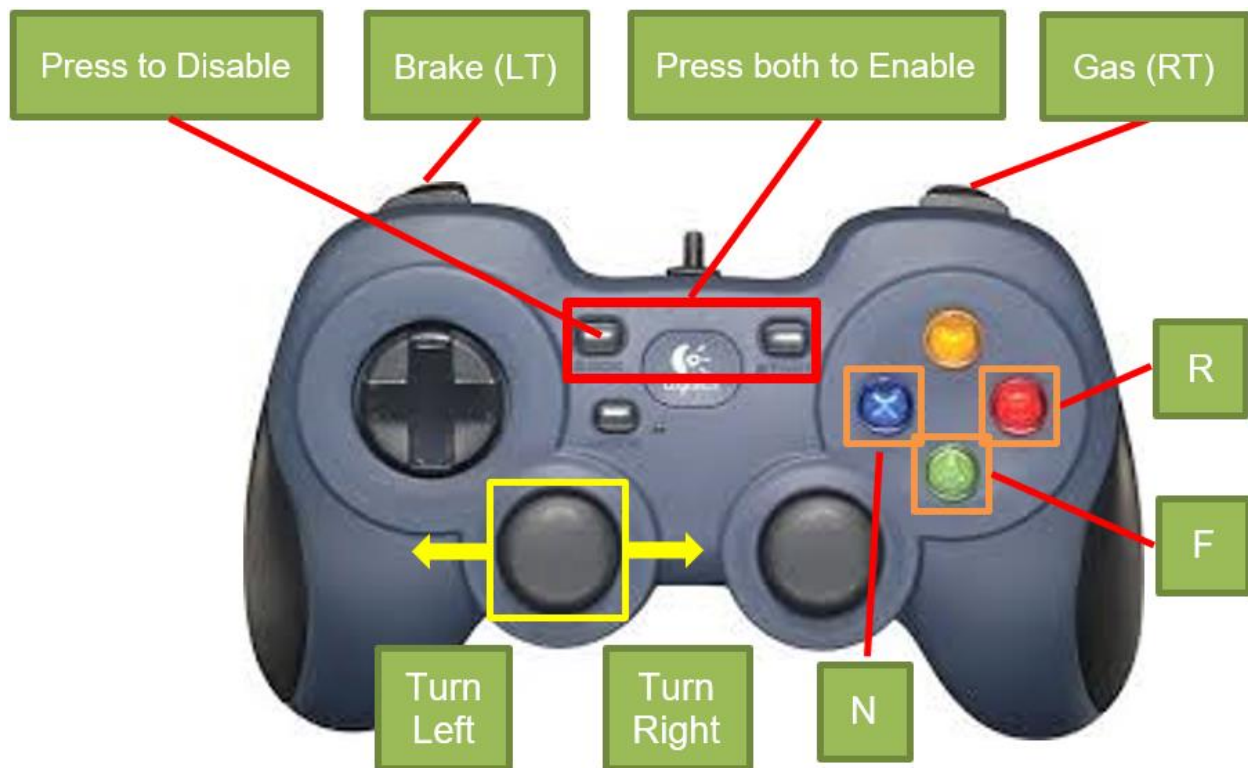 Press to Disable
Brake (LT)
Press both to Enable
Gas (RT)
R
X
F
N
Turn
Left
Turn
Right